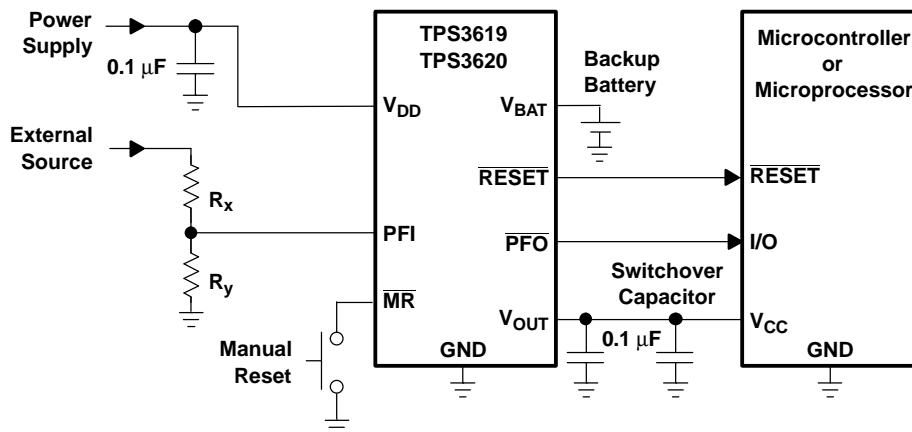 Power
Supply
0.1 μF
External
Source
Rx
Ry
Manual
Reset
TPS3619
TPS3620
VDD
PFI
MR
VBAT
RESET
PFO
VOUT
GND
Backup
Battery
Switchover
Capacitor
0.1 μF
Microcontroller
or
Microprocessor
RESET
I/O
VCC
GND